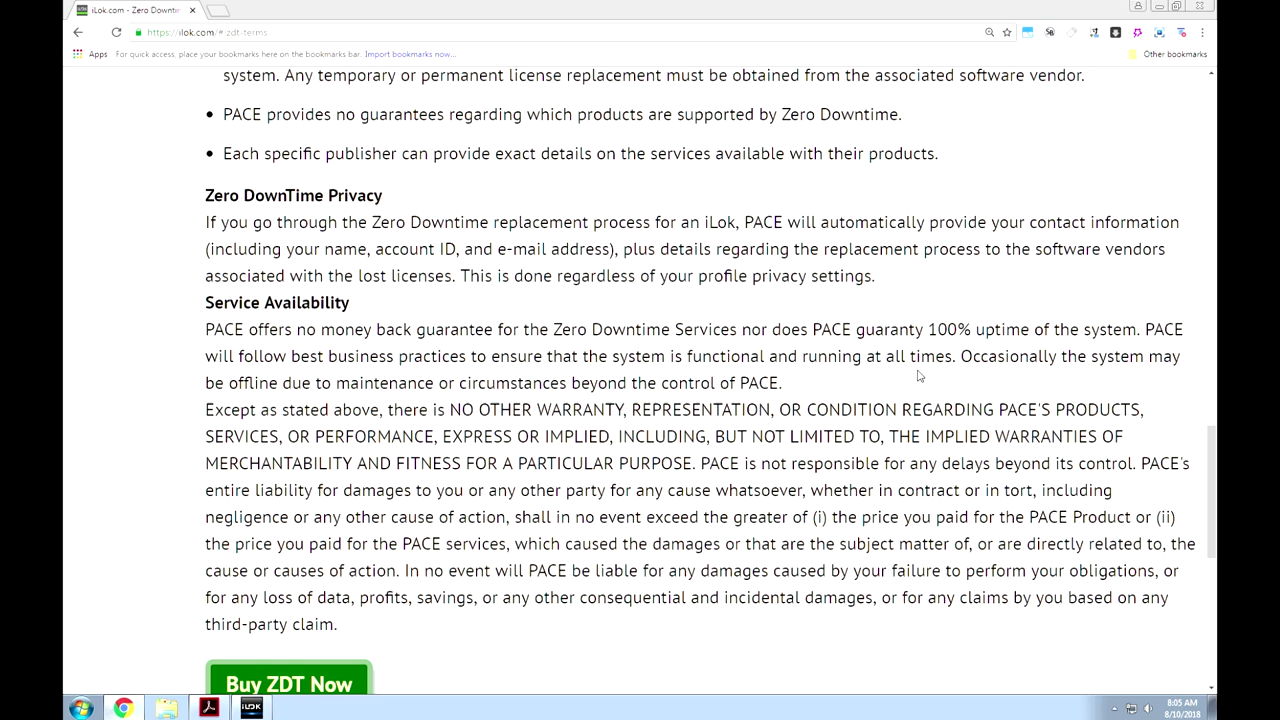 iLok.com - Zero Downtim
https://ilok.com/#!zdt-terms
Apps For quick access, place your bookmarks here on the bookmarks bar. Import bookmarks now... Other bookmarks
system. Any temporary or permanent license replacement must be obtained from the associated software vendor.
• PACE provides no guarantees regarding which products are supported by Zero Downtime.
• Each specific publisher can provide exact details on the services available with their products.
Zero DownTime Privacy
If you go through the Zero Downtime replacement process for an iLok, PACE will automatically provide your contact information
(including your name, account ID, and e-mail address), plus details regarding the replacement process to the software vendors
associated with the lost licenses. This is done regardless of your profile privacy settings.
Service Availability
PACE offers no money back guarantee for the Zero Downtime Services nor does PACE guaranty 100% uptime of the system. PACE
will follow best business practices to ensure that the system is functional and running at all times. Occasionally the system may
be offline due to maintenance or circumstances beyond the control of PACE.
Except as stated above, there is NO OTHER WARRANTY, REPRESENTATION, OR CONDITION REGARDING PACE'S PRODUCTS,
SERVICES, OR PERFORMANCE, EXPRESS OR IMPLIED, INCLUDING, BUT NOT LIMITED TO, THE IMPLIED WARRANTIES OF
MERCHANTABILITY AND FITNESS FOR A PARTICULAR PURPOSE. PACE is not responsible for any delays beyond its control. PACE's
entire liability for damages to you or any other party for any cause whatsoever, whether in contract or in tort, including
negligence or any other cause of action, shall in no event exceed the greater of (i) the price you paid for the PACE Product or (ii)
the price you paid for the PACE services, which caused the damages or that are the subject matter of, or are directly related to, the
cause or causes of action. In no event will PACE be liable for any damages caused by your failure to perform your obligations, or
for any loss of data, profits, savings, or any other consequential and incidental damages, or for any claims by you based on any
third-party claim.
Buy ZDT Now
iLOK
8:05 AM
8/10/2018